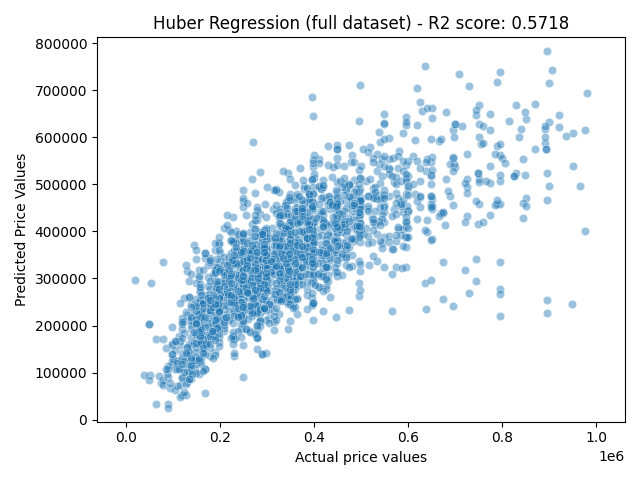 Huber Regression (full dataset) - R2 score: 0.5718
800000
700000
600000
500000
400000
300000
200000
100000
0
Predicted Price Values
0.0 0.2 0.4 0.6 0.8 1.0
1e6
Actual price values